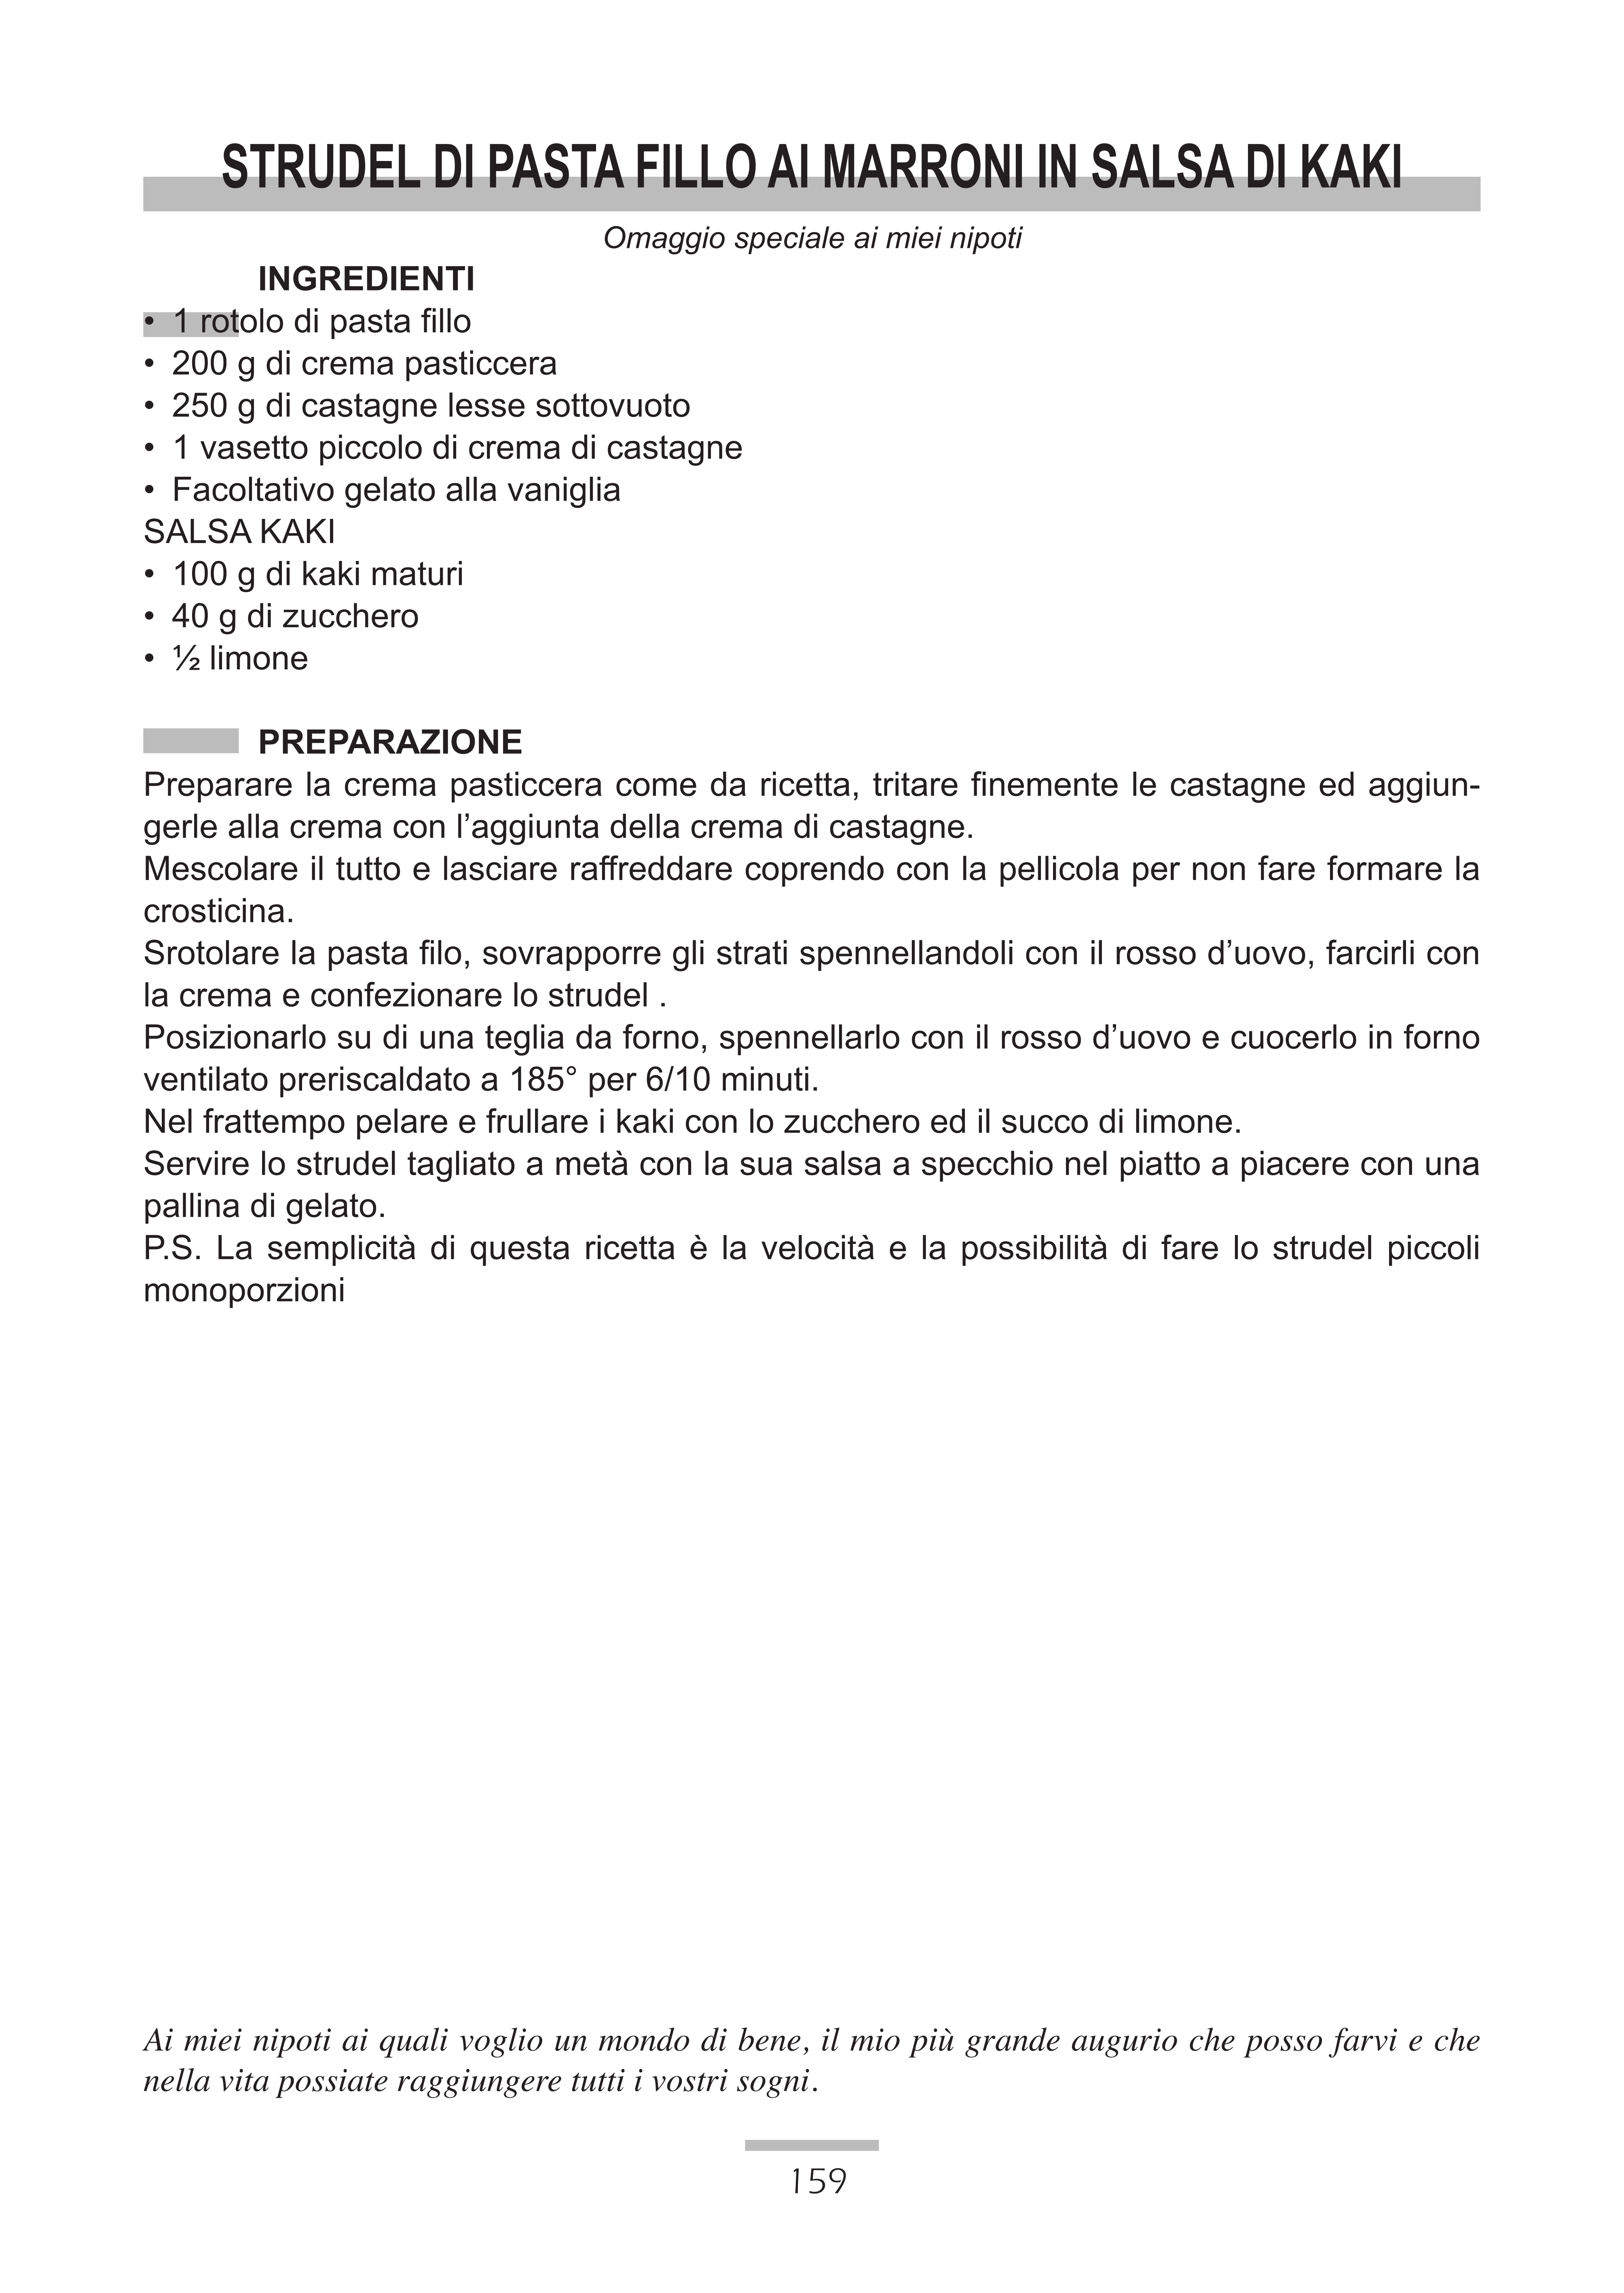 STRUDEL DI PASTA FILLO AI MARRONI IN SALSA DI KAKI
Omaggio speciale ai miei nipoti
INGREDIENTI
• 1 rotolo di pasta fillo
• 200 g di crema pasticcera
• 250 g di castagne lesse sottovuoto
• 1 vasetto piccolo di crema di castagne
• Facoltativo gelato alla vaniglia
SALSA KAKI
• 100 g di kaki maturi
• 40 g di zucchero
• ½ limone
PREPARAZIONE
Preparare la crema pasticcera come da ricetta, tritare finemente le castagne ed aggiun-
gerle alla crema con l’aggiunta della crema di castagne.
Mescolare il tutto e lasciare raffreddare coprendo con la pellicola per non fare formare la
crosticina.
Srotolare la pasta filo, sovrapporre gli strati spennellandoli con il rosso d’uovo, farcirli con
la crema e confezionare lo strudel .
Posizionarlo su di una teglia da forno, spennellarlo con il rosso d’uovo e cuocerlo in forno
ventilato preriscaldato a 185° per 6/10 minuti.
Nel frattempo pelare e frullare i kaki con lo zucchero ed il succo di limone.
Servire lo strudel tagliato a metà con la sua salsa a specchio nel piatto a piacere con una
pallina di gelato.
P.S. La semplicità di questa ricetta è la velocità e la possibilità di fare lo strudel piccoli
monoporzioni
Ai miei nipoti ai quali voglio un mondo di bene, il mio più grande augurio che posso farvi e che
nella vita possiate raggiungere tutti i vostri sogni.
159